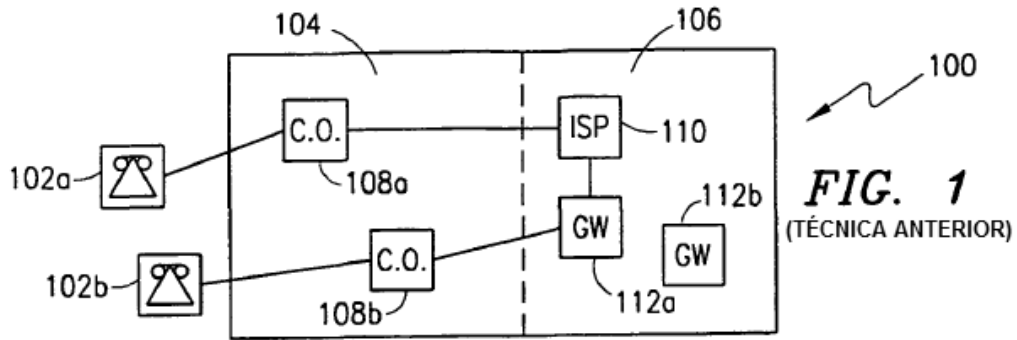 104
106
100
C.O.
ISP
110
102a
108a
FIG. 1
(TÉCNICA ANTERIOR)
112b
GW
GW
C.O.
102b
108b
112a